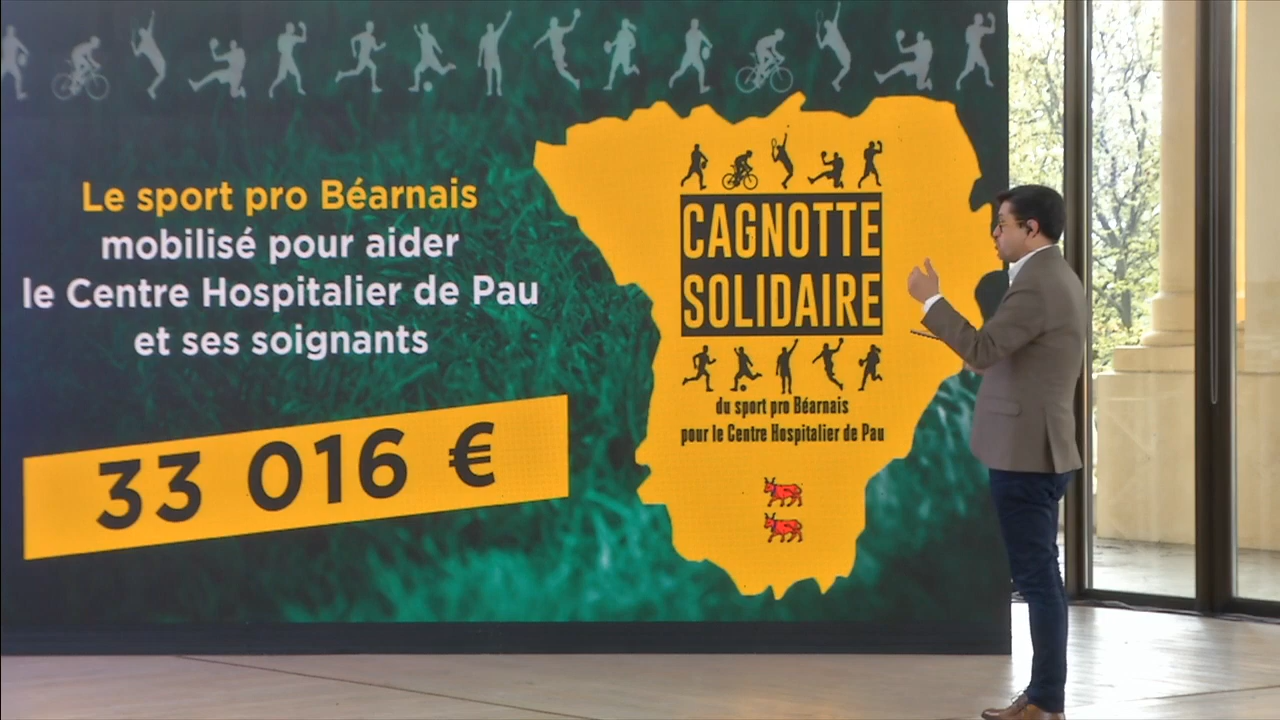 Le sport pro Béarnais
mobilisé pour aider
le Centre Hospitalier de Pau
et ses soignants
33 016 €
CAGNOTTE
SOLIDAIRE
du sport pro Béarnais
pour le Centre Hospitalier de Pau